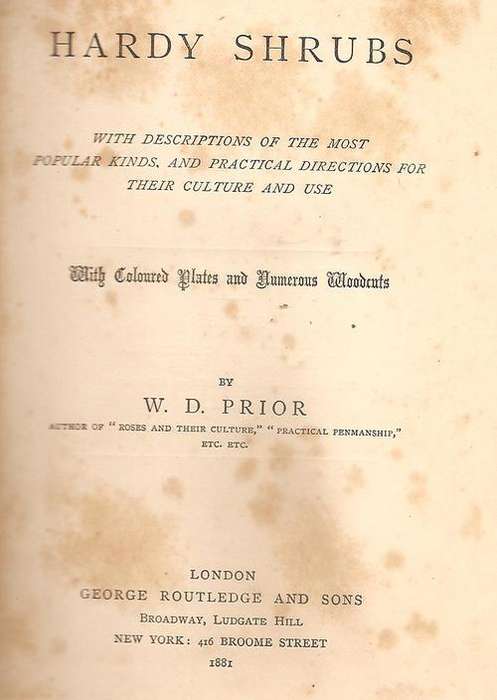 HARDY SHRUBS
WITH DESCRIPTIONS OF THE MOST
POPULAR KINDS, AND PRACTICAL DIRECTIONS FOR
THEIR CULTURE AND USE
With Coloured Plates and Numerous Woodcuts
BY
W. D. PRIOR
AUTHOR OF "ROSES AND THEIR CULTURE," "PRACTICAL PENMANSHIP,"
ETC. ETC.
LONDON
GEORGE ROUTLEDGE AND SONS
BROADWAY, LUDGATE HILL
NEW YORK: 416 BROOME STREET
1881